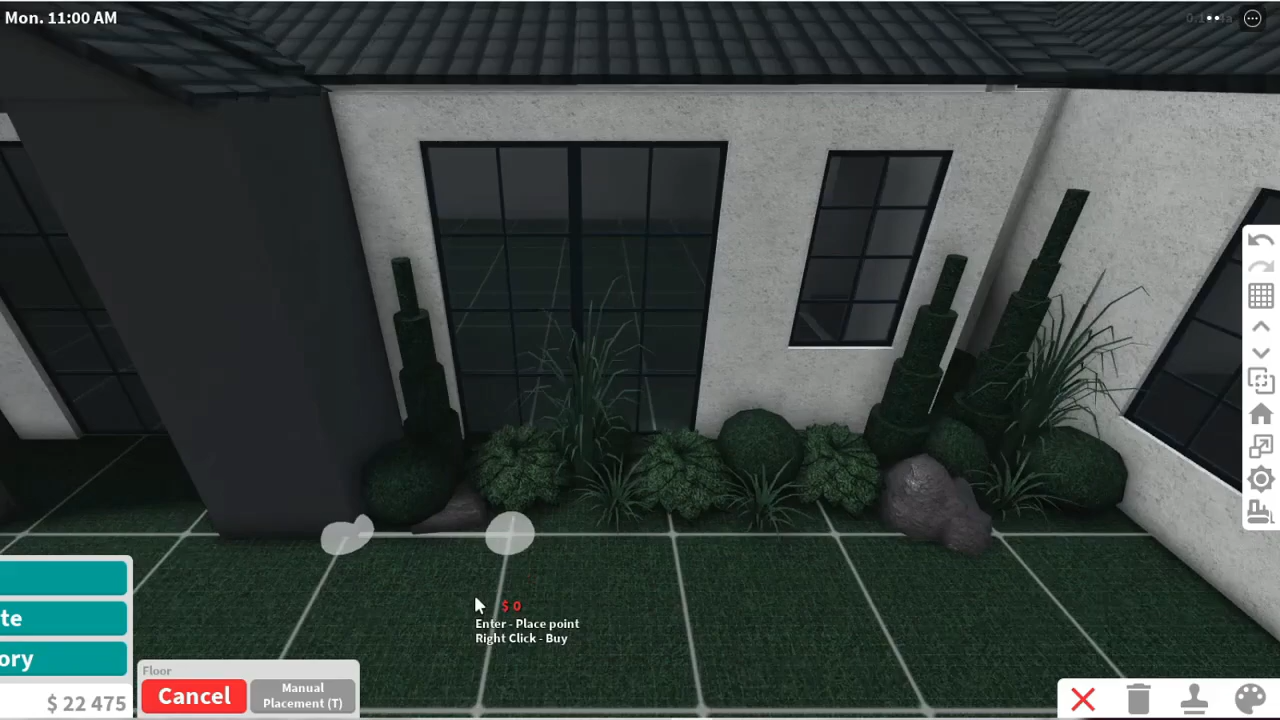 Mon. 11:00 AM
$ 0
Enter - Place point
Right Click - Buy
te
ory
$ 22 475
Floor
Cancel
Manual
Placement (T)